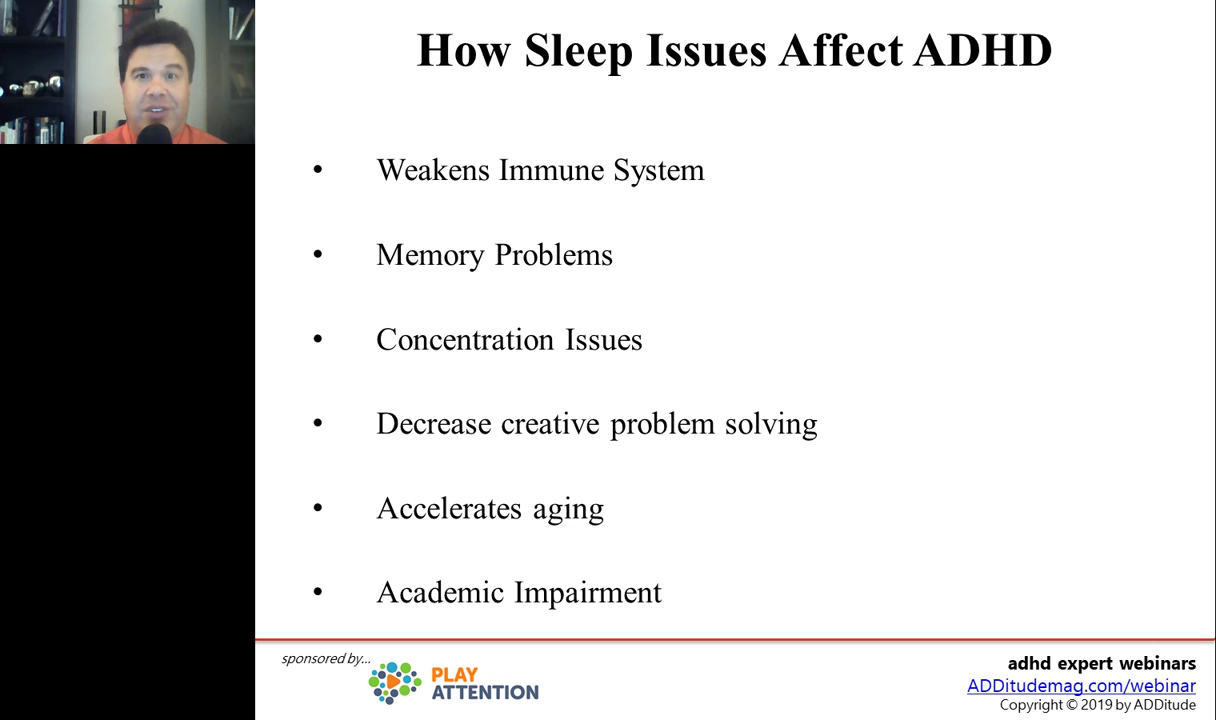 How Sleep Issues Affect ADHD
• Weakens Immune System
• Memory Problems
• Concentration Issues
• Decrease creative problem solving
• Accelerates aging
• Academic Impairment
sponsored by...
PLAY
ATTENTION
adhd expert webinars
ADDitudemag.com/webinar
Copyright © 2019 by ADDitude